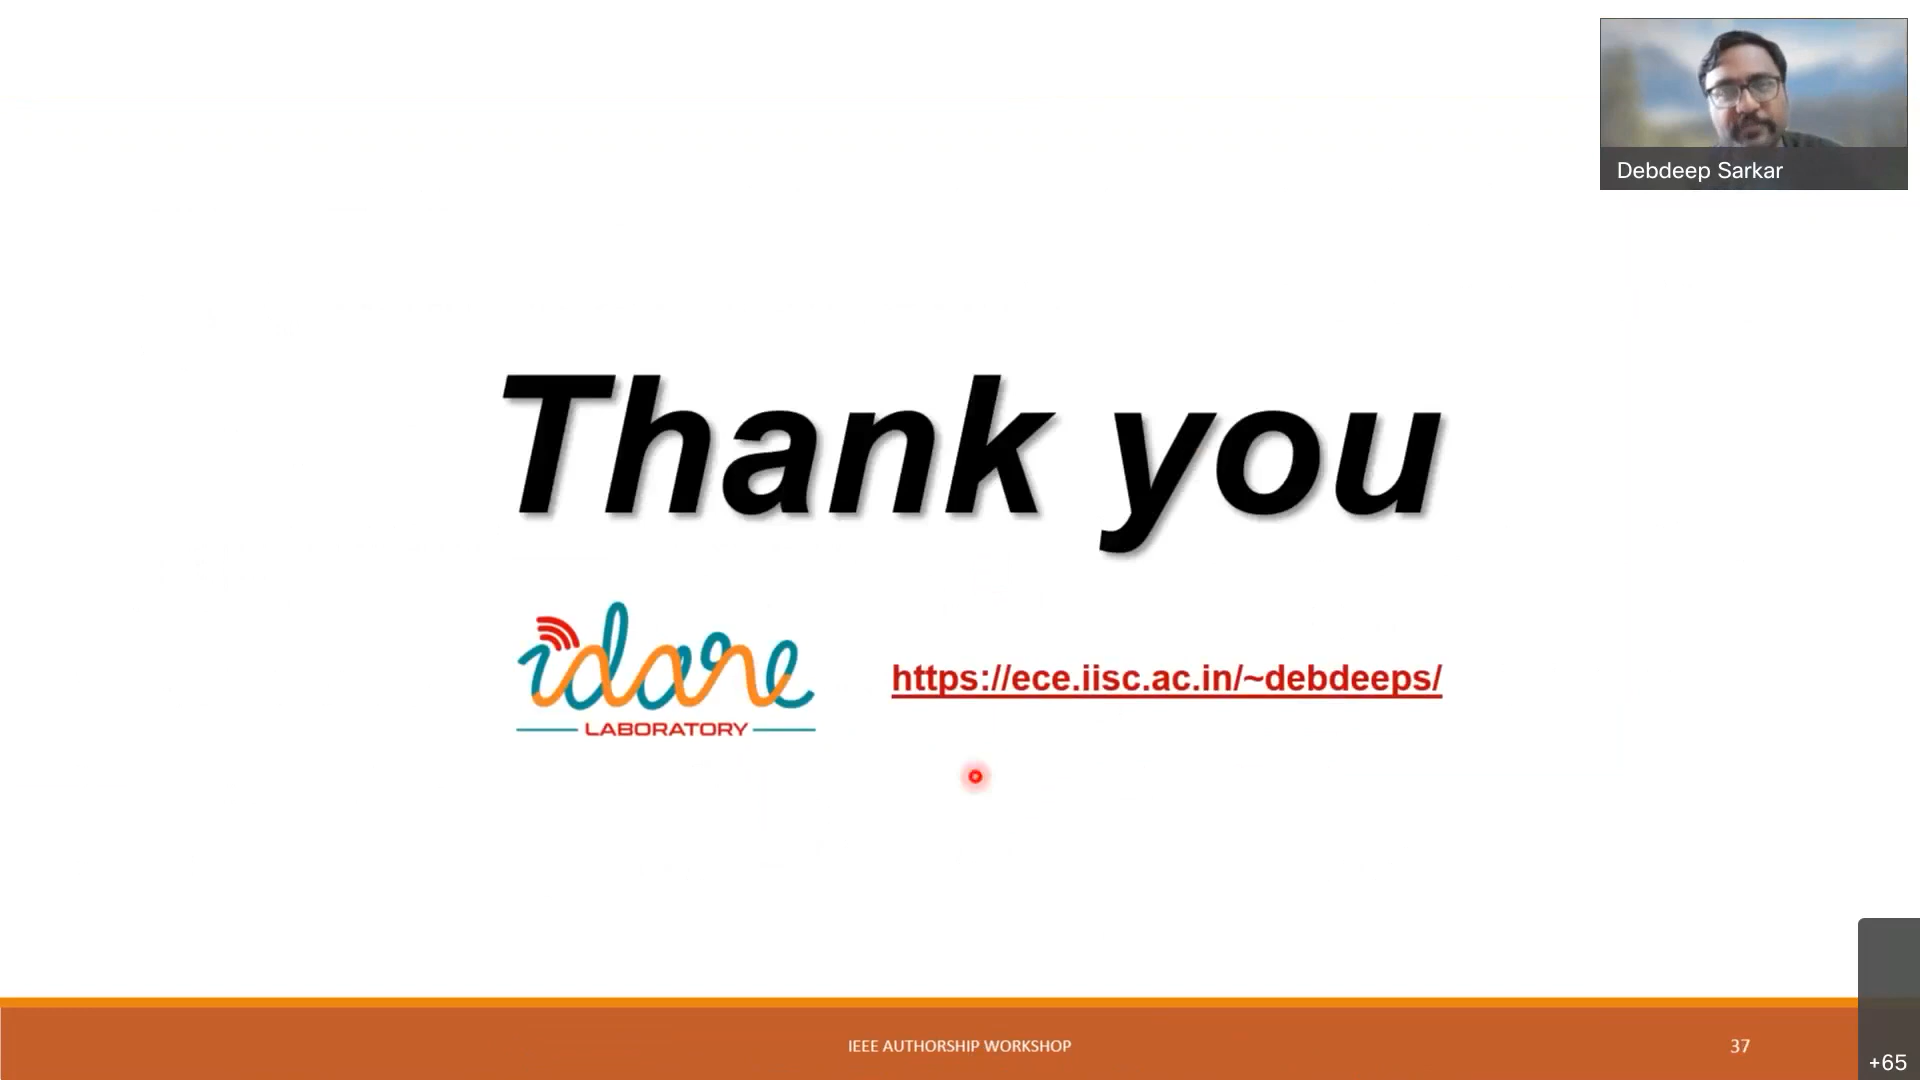 Debdeep Sarkar
Thank you
idare
LABORATORY
https://ece.iisc.ac.in/~debdeeps/
IEEE AUTHORSHIP WORKSHOP
37
+65